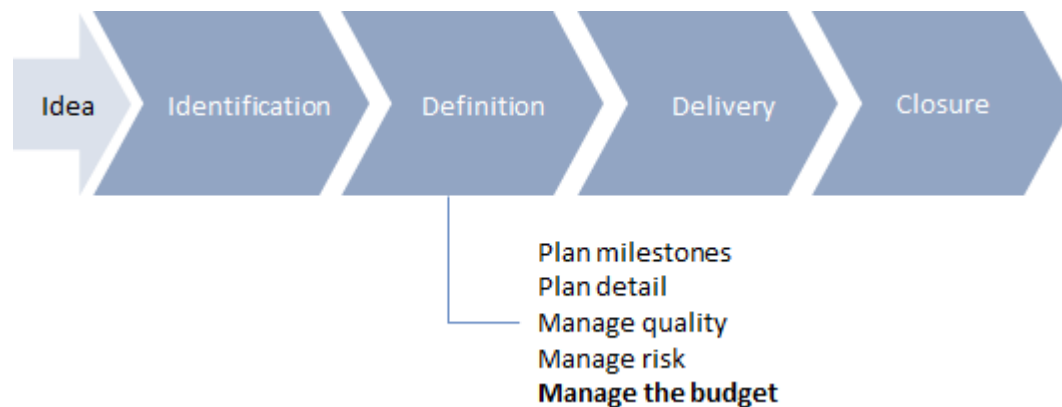 Idea
Identification
Definition
Delivery
Closure
Plan milestones
Plan detail
Manage quality
Manage risk
Manage the budget